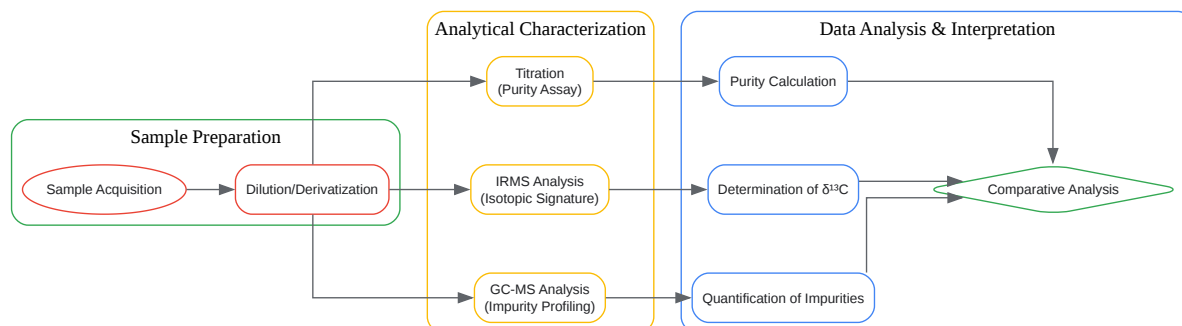 Analytical Characterization
Data Analysis & Interpretation
Titration
(Purity Assay)
Purity Calculation
Sample Preparation
Sample Acquisition
Dilution/Derivatization
IRMS Analysis
(Isotopic Signature)
Determination of δ¹³C
Comparative Analysis
GC-MS Analysis
(Impurity Profiling)
Quantification of Impurities